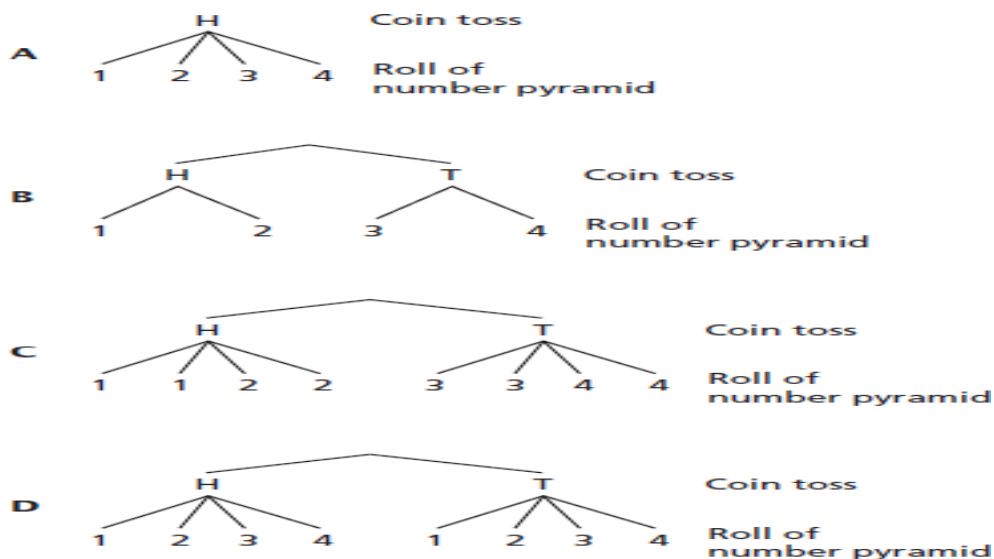 H Coin toss
A
1 2 3 4 Roll of
number pyramid
H T Coin toss
B
1 2 3 4 Roll of
number pyramid
H T Coin toss
C
1 1 2 2 3 3 4 4 Roll of
number pyramid
H T Coin toss
D
1 2 3 4 1 2 3 4 Roll of
number pyramid